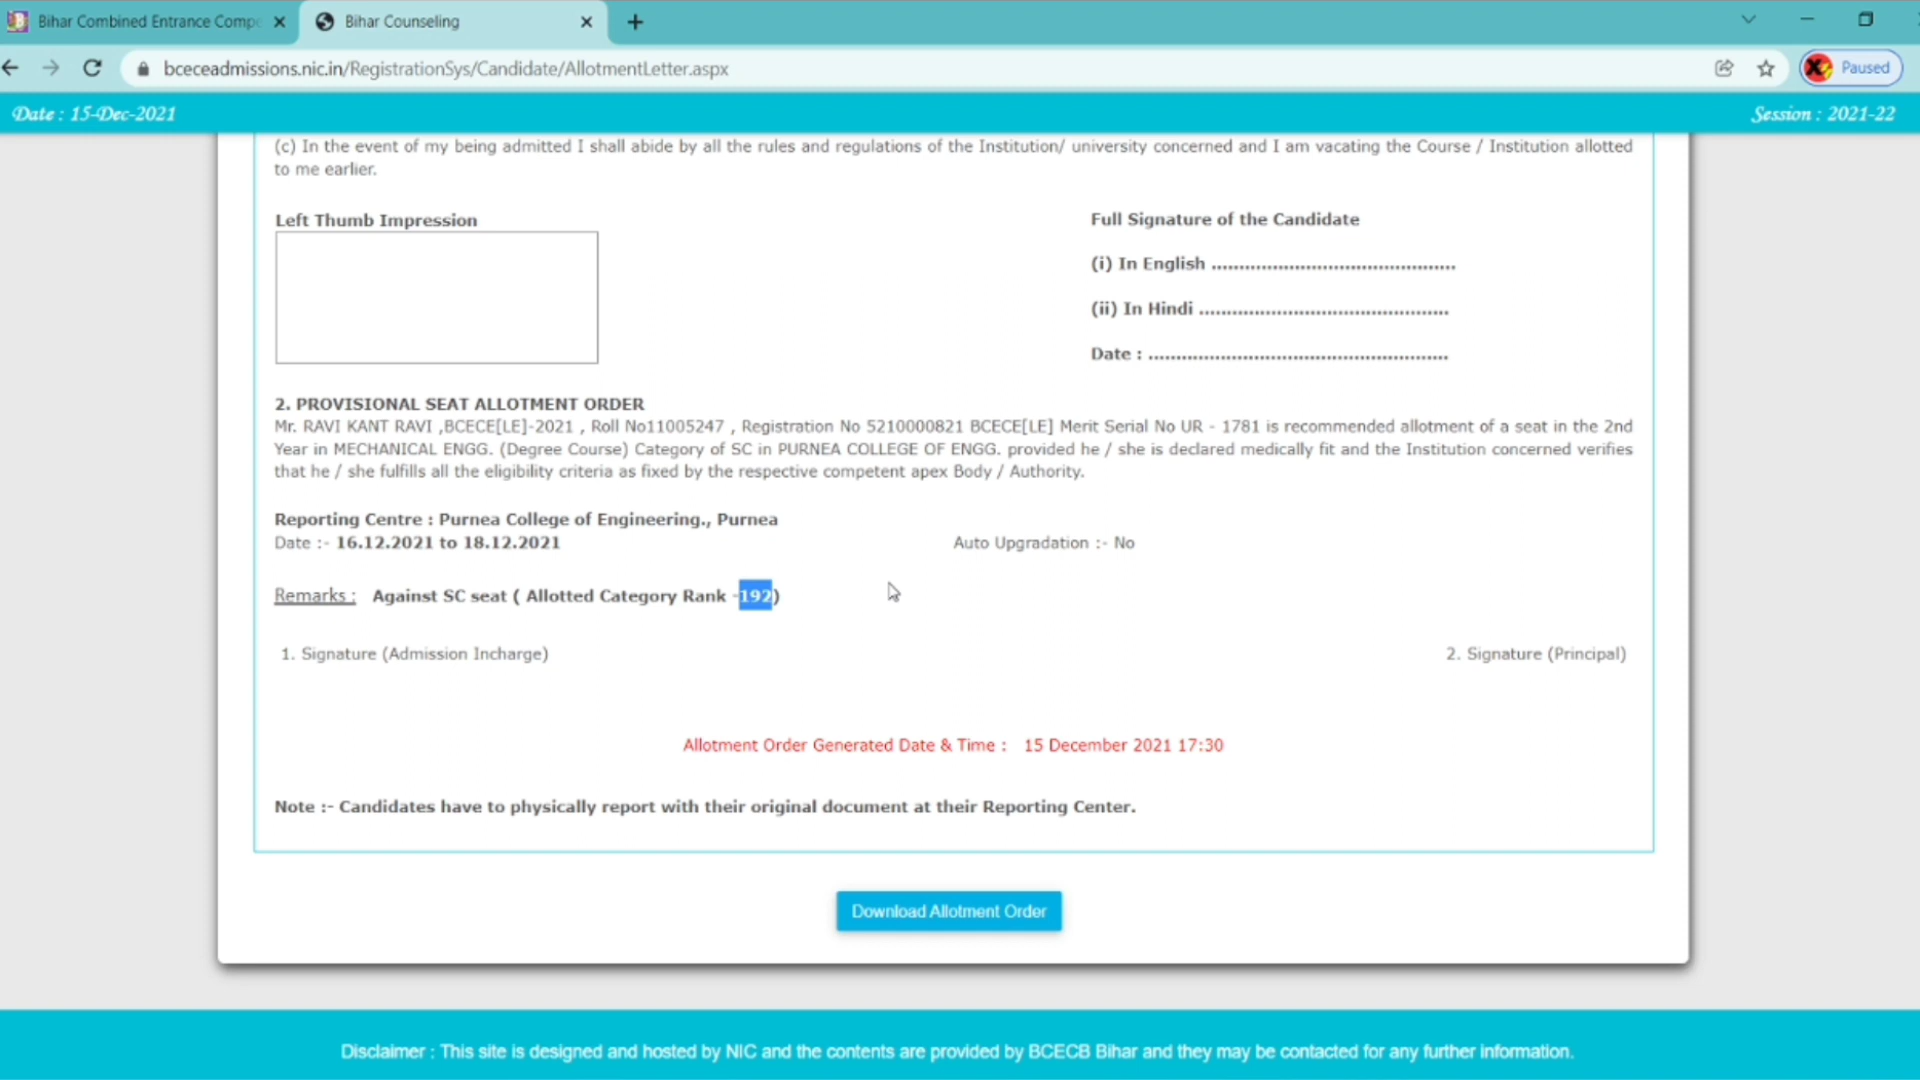 Bihar Combined Entrance Compe
Bihar Counseling
bceceadmissions.nic.in/RegistrationSys/Candidate/AllotmentLetter.aspx
Paused
Date : 15-Dec-2021
Session : 2021-22
(c) In the event of my being admitted I shall abide by all the rules and regulations of the Institution/ university concerned and I am vacating the Course / Institution allotted
to me earlier.
Left Thumb Impression
Full Signature of the Candidate
(i) In English ............................................
(ii) In Hindi .............................................
Date : ......................................................
2. PROVISIONAL SEAT ALLOTMENT ORDER
Mr. RAVI KANT RAVI ,BCECE[LE]-2021 , Roll No11005247 , Registration No 5210000821 BCECE[LE] Merit Serial No UR - 1781 is recommended allotment of a seat in the 2nd
Year in MECHANICAL ENGG. (Degree Course) Category of SC in PURNEA COLLEGE OF ENGG. provided he / she is declared medically fit and the Institution concerned verifies
that he / she fulfills all the eligibility criteria as fixed by the respective competent apex Body / Authority.
Reporting Centre : Purnea College of Engineering., Purnea
Date :- 16.12.2021 to 18.12.2021
Auto Upgradation :- No
Remarks : Against SC seat ( Allotted Category Rank -192)
1. Signature (Admission Incharge)
2. Signature (Principal)
Allotment Order Generated Date & Time : 15 December 2021 17:30
Note :- Candidates have to physically report with their original document at their Reporting Center.
Download Allotment Order
Disclaimer : This site is designed and hosted by NIC and the contents are provided by BCECB Bihar and they may be contacted for any further information.